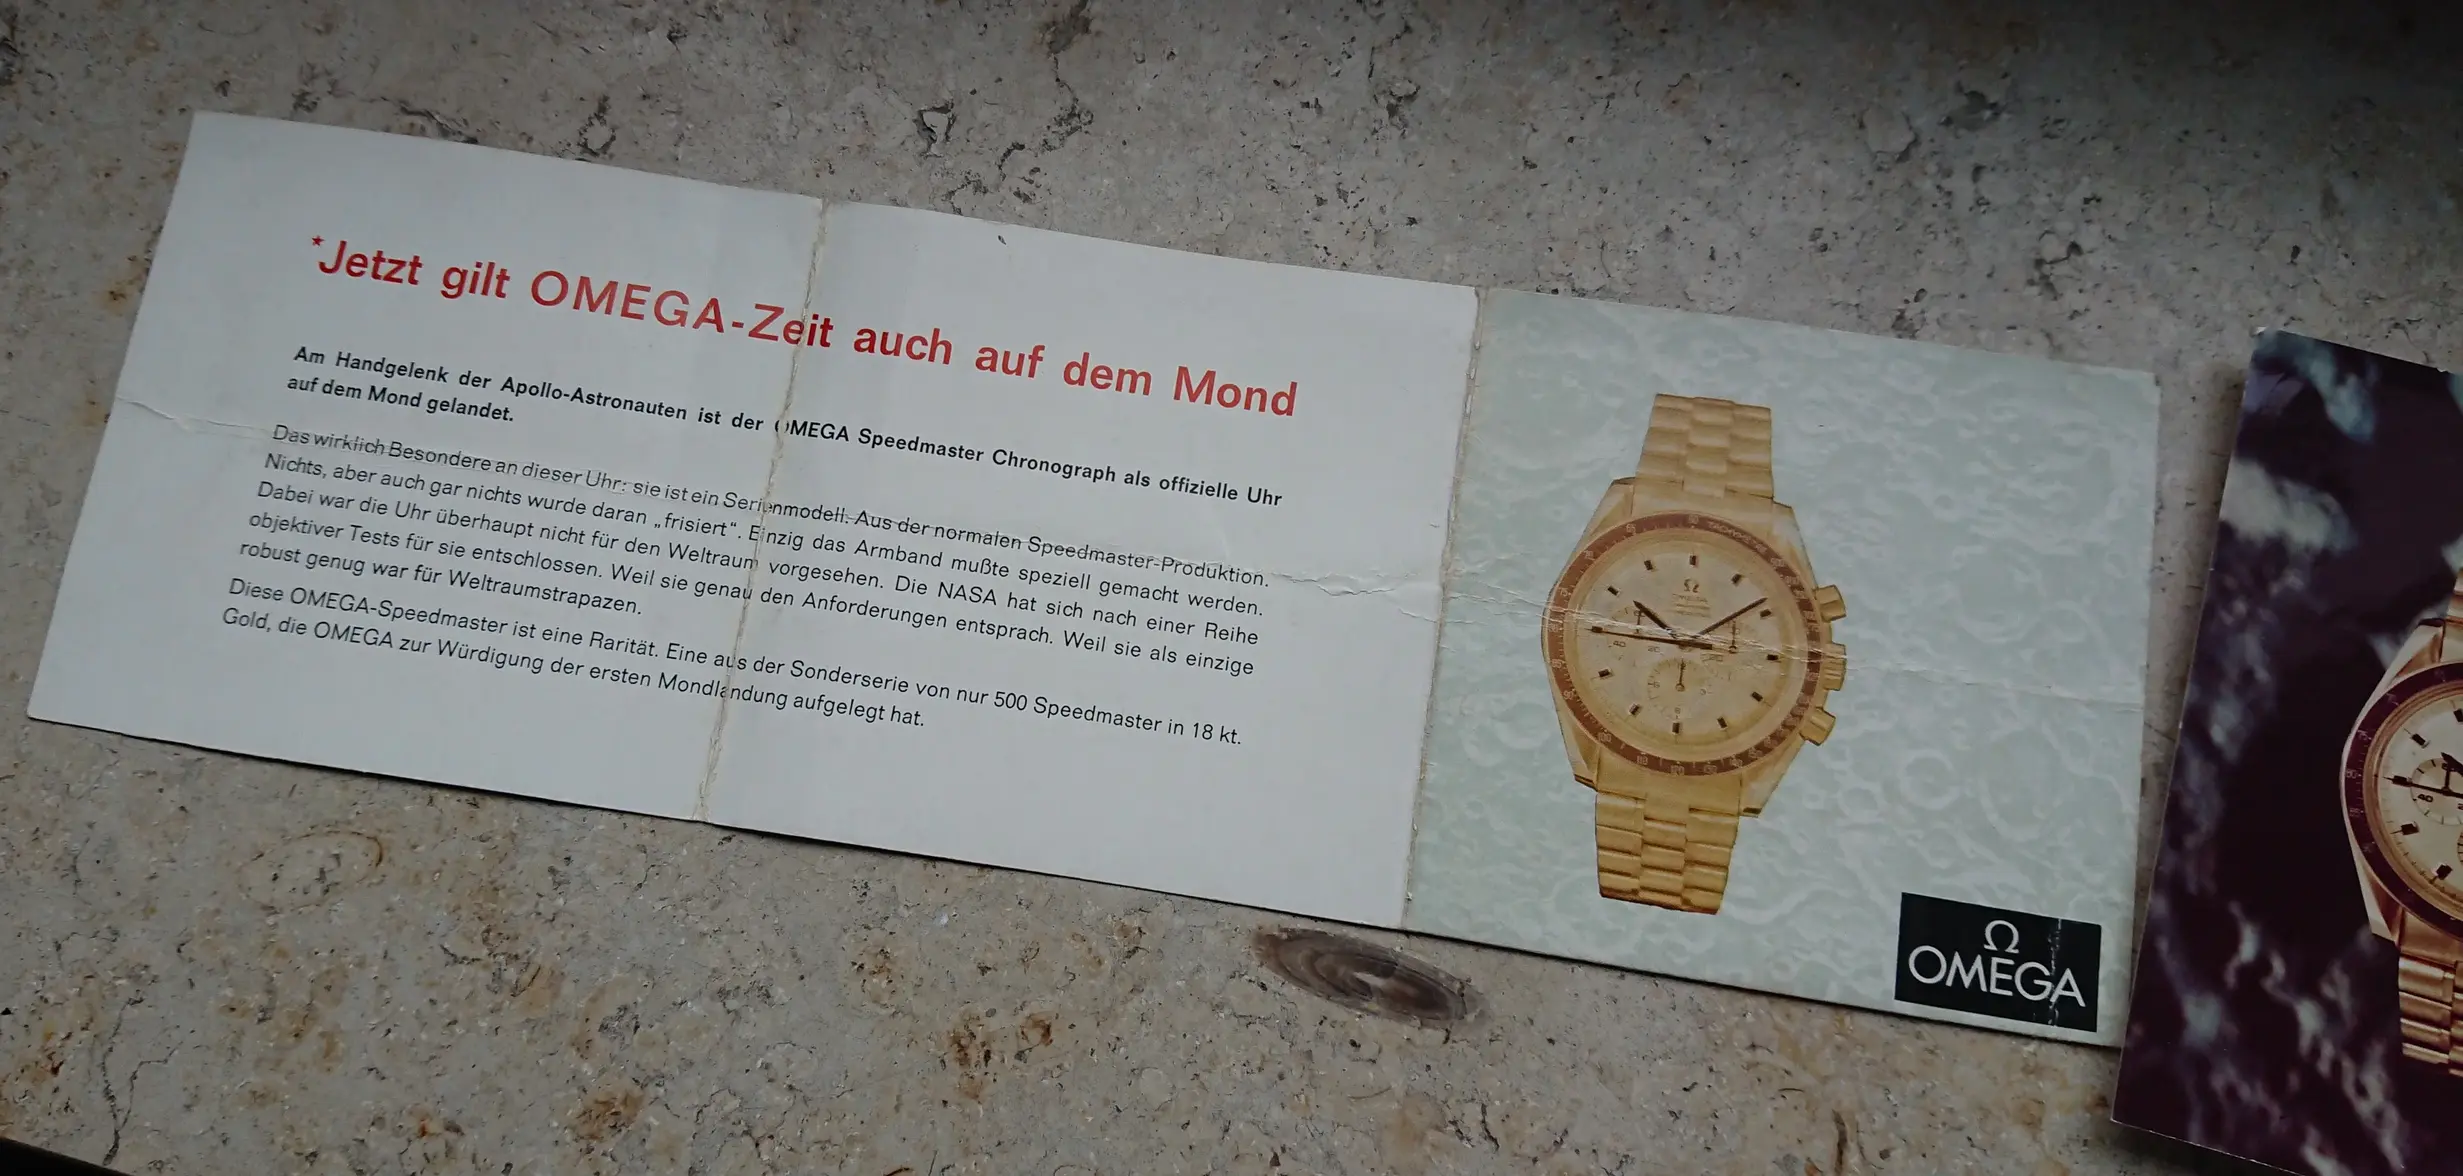 *Jetzt gilt OMEGA-Zeit auch auf dem Mond
Am Handgelenk der Apollo-Astronauten ist der OMEGA Speedmaster Chronograph als offizielle Uhr
auf dem Mond gelandet.
Das wirklich Besondere an dieser Uhr: sie ist ein Serienmodell. Aus der normalen Speedmaster-Produktion.
Nichts, aber auch gar nichts wurde daran „frisiert“. Einzig das Armband mußte speziell gemacht werden.
Dabei war die Uhr überhaupt nicht für den Weltraum vorgesehen. Die NASA hat sich nach einer Reihe
objektiver Tests für sie entschlossen. Weil sie genau den Anforderungen entsprach. Weil sie als einzige
robust genug war für Weltraumstrapazen.
Diese OMEGA-Speedmaster ist eine Rarität. Eine aus der Sonderserie von nur 500 Speedmaster in 18 kt.
Gold, die OMEGA zur Würdigung der ersten Mondlandung aufgelegt hat.
Ω
OMEGA
Ω
OMEGA